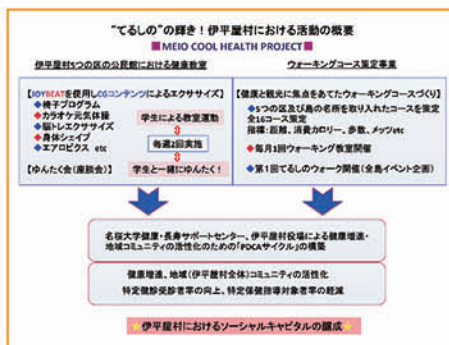 “てるしの”の輝き！伊平屋村における活動の概要
■MEIO COOL HEALTH PROJECT■
伊平屋村5つの区の公民館における健康教室
【JOYBEATを使用しCGコンテンツによるエクササイズ】
◆椅子プログラム
◆カラオケ元気体操
◆脳トレエクササイズ
◆身体シェイプ
◆エアロビクス etc
【ゆんたく会(座談会)】
学生による教室運動
毎週2回実施
学生と一緒にゆんたく！
ウォーキングコース策定事業
【健康と観光に焦点をあてたウォーキングコースづくり】
◆5つの区及び島の名所を取り入れたコースを策定
全16コース策定
指標：距離、消費カロリー、歩数、メッツetc
◆毎月1回ウォーキング教室開催
◆第1回てるしのウォーク開催(全島イベント企画)
名桜大学健康・長寿サポートセンター、伊平屋村役場による健康増進・
地域コミュニティの活性化のための「PDCAサイクル」の構築
健康増進、地域(伊平屋村全体)コミュニティの活性化
特定健診受診者率の向上、特定保健指導対象者率の軽減
★伊平屋村におけるソーシャルキャピタルの醸成★